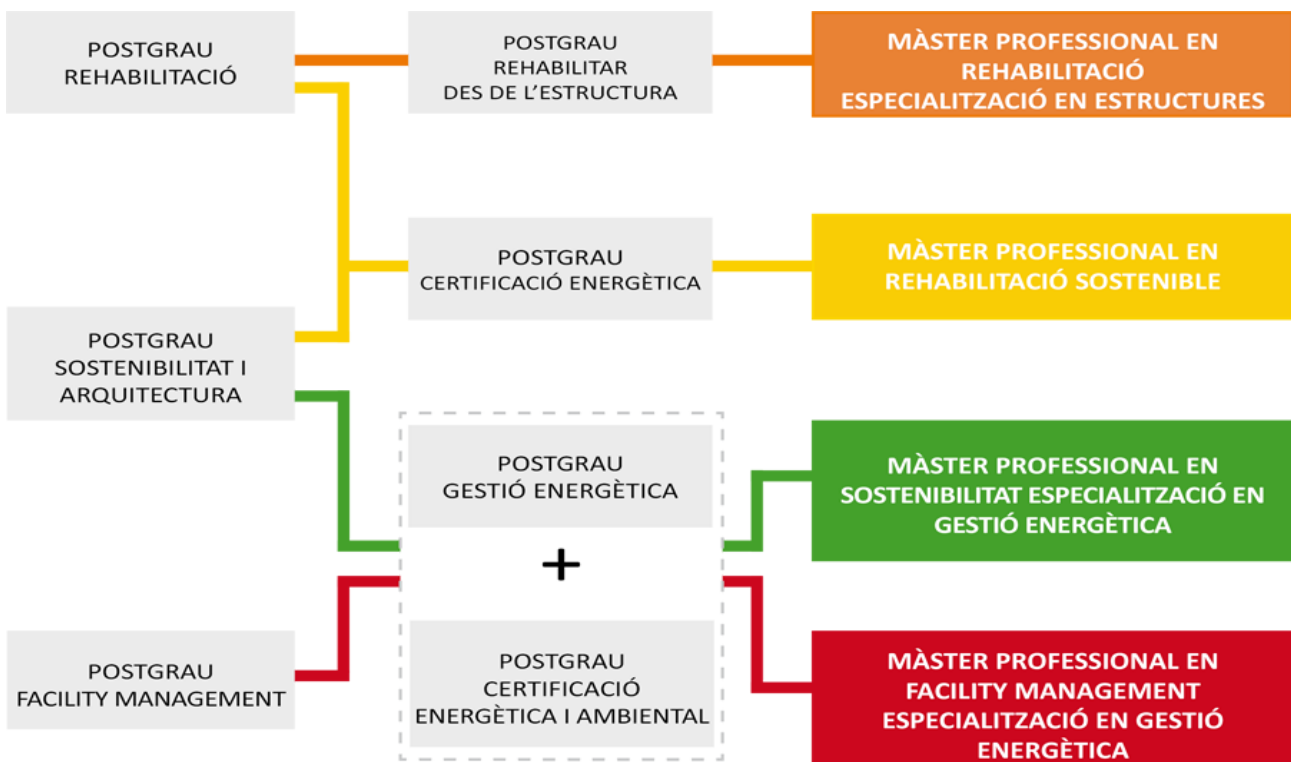 POSTGRAU
REHABILITACIÓ
POSTGRAU
REHABILITAR
DES DE L'ESTRUCTURA
MÀSTER PROFESSIONAL EN
REHABILITACIÓ
ESPECIALITZACIÓ EN ESTRUCTURES
POSTGRAU
CERTIFICACIÓ ENERGÈTICA
MÀSTER PROFESSIONAL EN
REHABILITACIÓ SOSTENIBLE
POSTGRAU
SOSTENIBILITAT I
ARQUITECTURA
POSTGRAU
GESTIÓ ENERGÈTICA
+
POSTGRAU
CERTIFICACIÓ
ENERGÈTICA I AMBIENTAL
MÀSTER PROFESSIONAL EN
SOSTENIBILITAT ESPECIALITZACIÓ EN
GESTIÓ ENERGÈTICA
POSTGRAU
FACILITY MANAGEMENT
MÀSTER PROFESSIONAL EN
FACILITY MANAGEMENT
ESPECIALITZACIÓ EN GESTIÓ
ENERGÈTICA